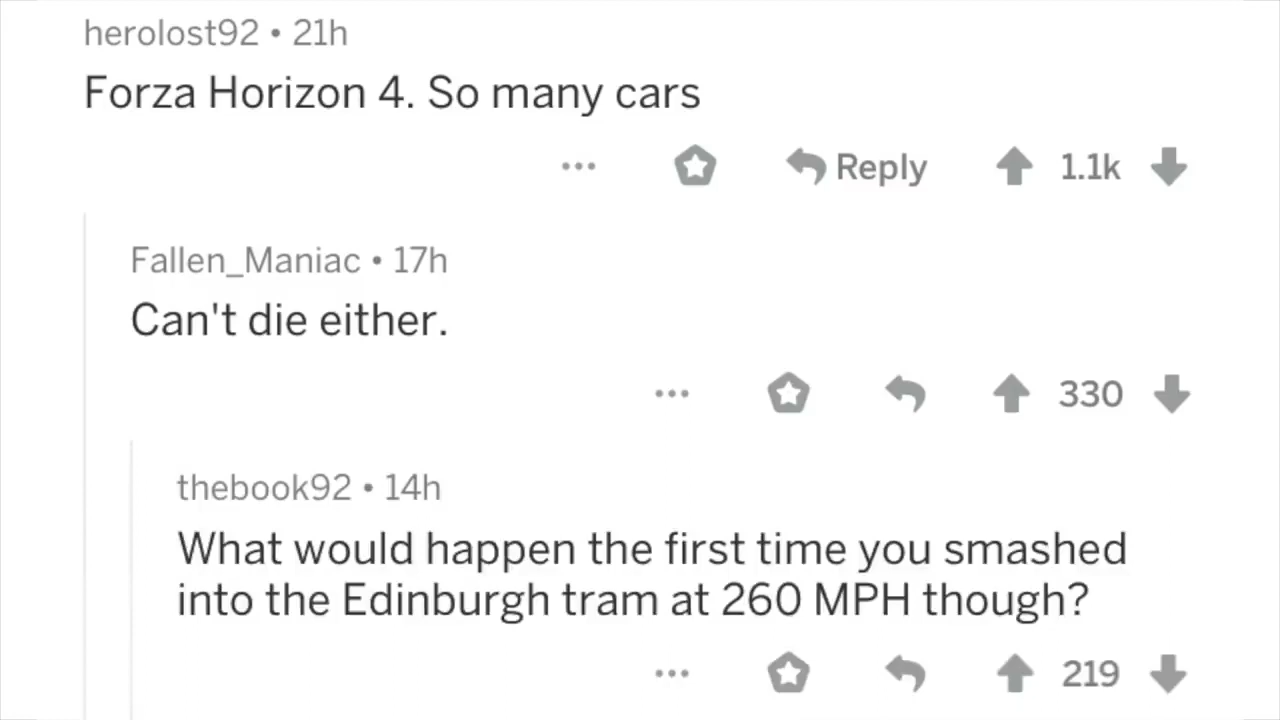 herolost92 • 21h
Forza Horizon 4. So many cars
... Reply 1.1k
Fallen_Maniac • 17h
Can't die either.
... 330
thebook92 • 14h
What would happen the first time you smashed
into the Edinburgh tram at 260 MPH though?
... 219